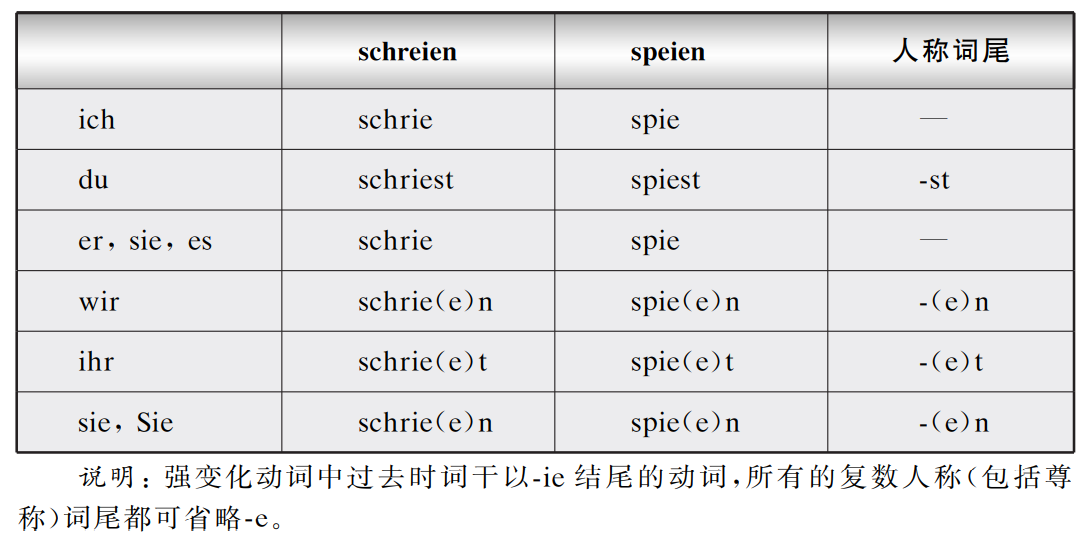 schreien speien 人称词尾
ich schrie spie —
du schriest spiest -st
er, sie, es schrie spie —
wir schrie(e)n spie(e)n -(e)n
ihr schrie(e)t spie(e)t -(e)t
sie, Sie schrie(e)n spie(e)n -(e)n
说明：强变化动词中过去时词干以-ie 结尾的动词，所有的复数人称（包括尊
称）词尾都可省略-e。